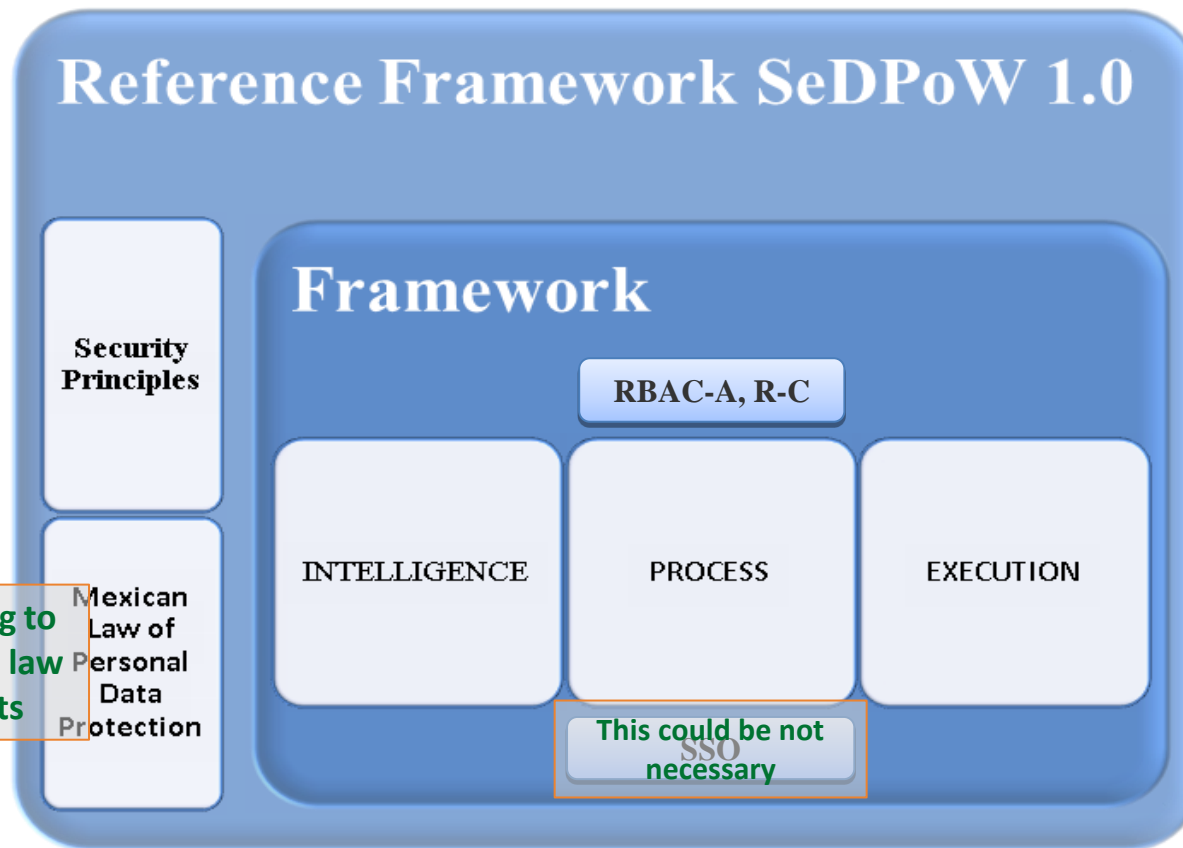 Reference Framework SeDPoW 1.0
Security
Principles
Framework
RBAC-A, R-C
INTELLIGENCE
PROCESS
EXECUTION
Mexican
Law of
Personal
Data
Protection
g to
law
ts
This could be not
necessary
SSO